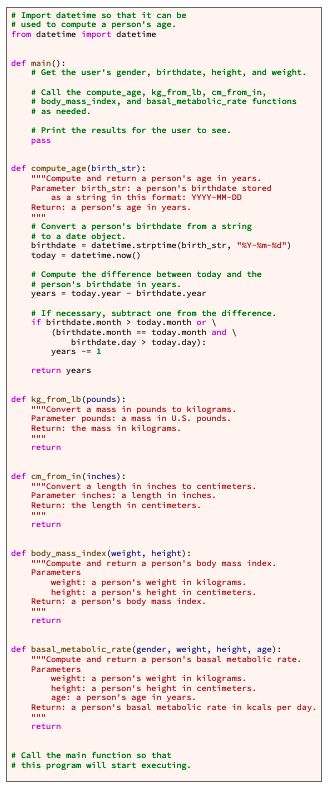 # Import datetime so that it can be
# used to compute a person's age.
from datetime import datetime
def main():
# Get the user's gender, birthdate, height, and weight.
# Call the compute_age, kg_from_lb, cm_from_in,
# body_mass_index, and basal_metabolic_rate functions
# as needed.
# Print the results for the user to see.
pass
def compute_age(birth_str):
"""Compute and return a person's age in years.
Parameter birth_str: a person's birthdate stored
as a string in this format: YYYY-MM-DD
Return: a person's age in years.
"""
# Convert a person's birthdate from a string
# to a date object.
birthdate = datetime.strptime(birth_str, "%Y-%m-%d")
today = datetime.now()
# Compute the difference between today and the
# person's birthdate in years.
years = today.year - birthdate.year
# If necessary, subtract one from the difference.
if birthdate.month > today.month or \
(birthdate.month == today.month and \
birthdate.day > today.day):
years -= 1
return years
def kg_from_lb(pounds):
"""Convert a mass in pounds to kilograms.
Parameter pounds: a mass in U.S. pounds.
Return: the mass in kilograms.
"""
return
def cm_from_in(inches):
"""Convert a length in inches to centimeters.
Parameter inches: a length in inches.
Return: the length in centimeters.
"""
return
def body_mass_index(weight, height):
"""Compute and return a person's body mass index.
Parameters
weight: a person's weight in kilograms.
height: a person's height in centimeters.
Return: a person's body mass index.
"""
return
def basal_metabolic_rate(gender, weight, height, age):
"""Compute and return a person's basal metabolic rate.
Parameters
weight: a person's weight in kilograms.
height: a person's height in centimeters.
age: a person's age in years.
Return: a person's basal metabolic rate in kcals per day.
"""
return
# Call the main function so that
# this program will start executing.